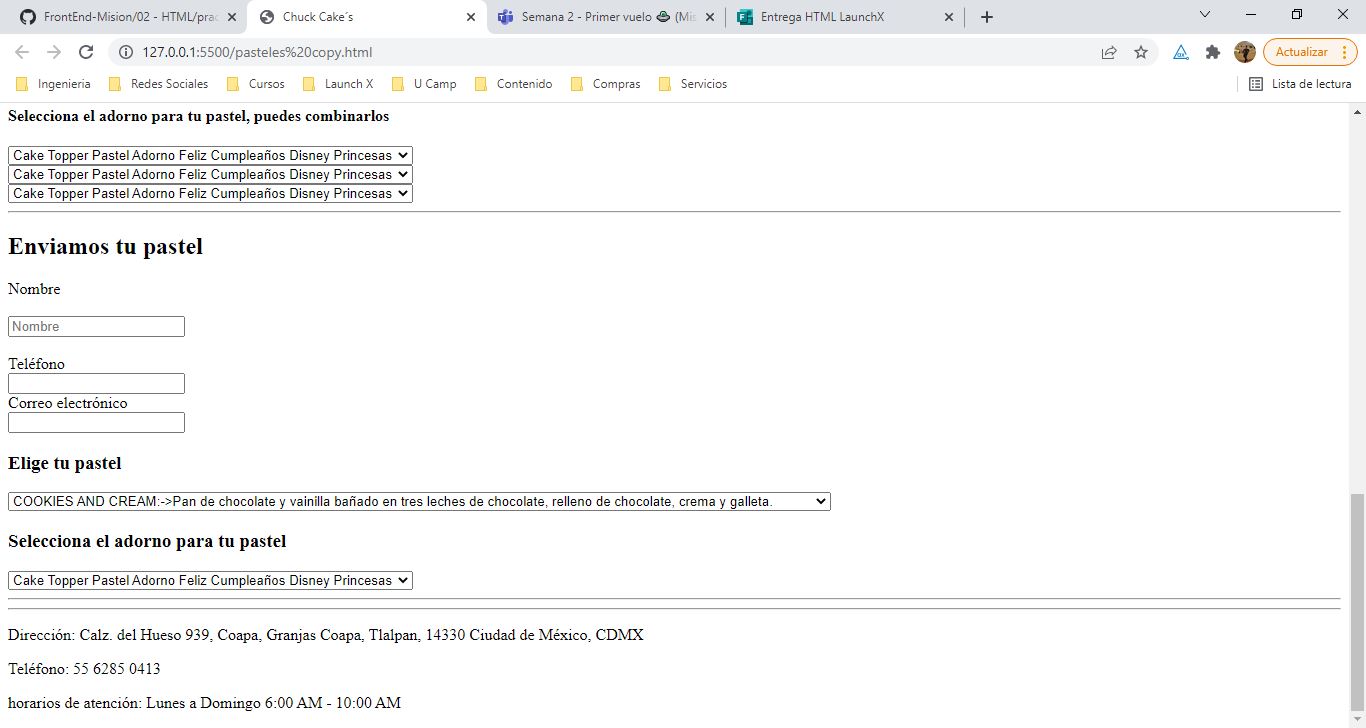 FrontEnd-Mision/02 - HTML/prac
Chuck Cake´s
Semana 2 - Primer vuelo (Mis
Entrega HTML LaunchX
127.0.0.1:5500/pasteles%20copy.html
Actualizar
Ingenieria
Redes Sociales
Cursos
Launch X
U Camp
Contenido
Compras
Servicios
Lista de lectura
Selecciona el adorno para tu pastel, puedes combinarlos
Cake Topper Pastel Adorno Feliz Cumpleaños Disney Princesas
Cake Topper Pastel Adorno Feliz Cumpleaños Disney Princesas
Cake Topper Pastel Adorno Feliz Cumpleaños Disney Princesas
Enviamos tu pastel
Nombre
Nombre
Teléfono
Correo electrónico
Elige tu pastel
COOKIES AND CREAM:->Pan de chocolate y vainilla bañado en tres leches de chocolate, relleno de chocolate, crema y galleta.
Selecciona el adorno para tu pastel
Cake Topper Pastel Adorno Feliz Cumpleaños Disney Princesas
Dirección: Calz. del Hueso 939, Coapa, Granjas Coapa, Tlalpan, 14330 Ciudad de México, CDMX
Teléfono: 55 6285 0413
horarios de atención: Lunes a Domingo 6:00 AM - 10:00 AM